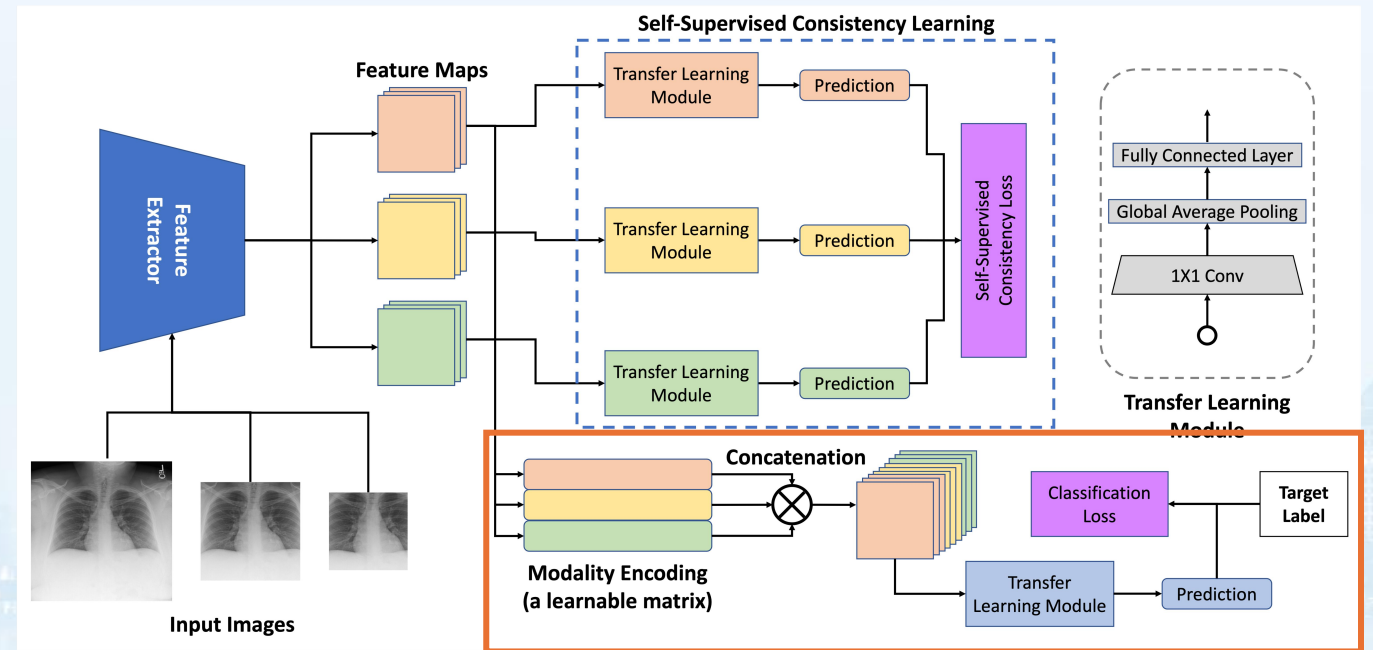 Self-Supervised Consistency Learning
Feature Maps
Transfer Learning
Module
Prediction
Feature
Extractor
Transfer Learning
Module
Prediction
Self-Supervised
Consistency Loss
Transfer Learning
Module
Prediction
Fully Connected Layer
Global Average Pooling
1X1 Conv
Transfer Learning
Module
Input Images
Concatenation
Modality Encoding
(a learnable matrix)
Classification
Loss
Target
Label
Transfer
Learning Module
Prediction